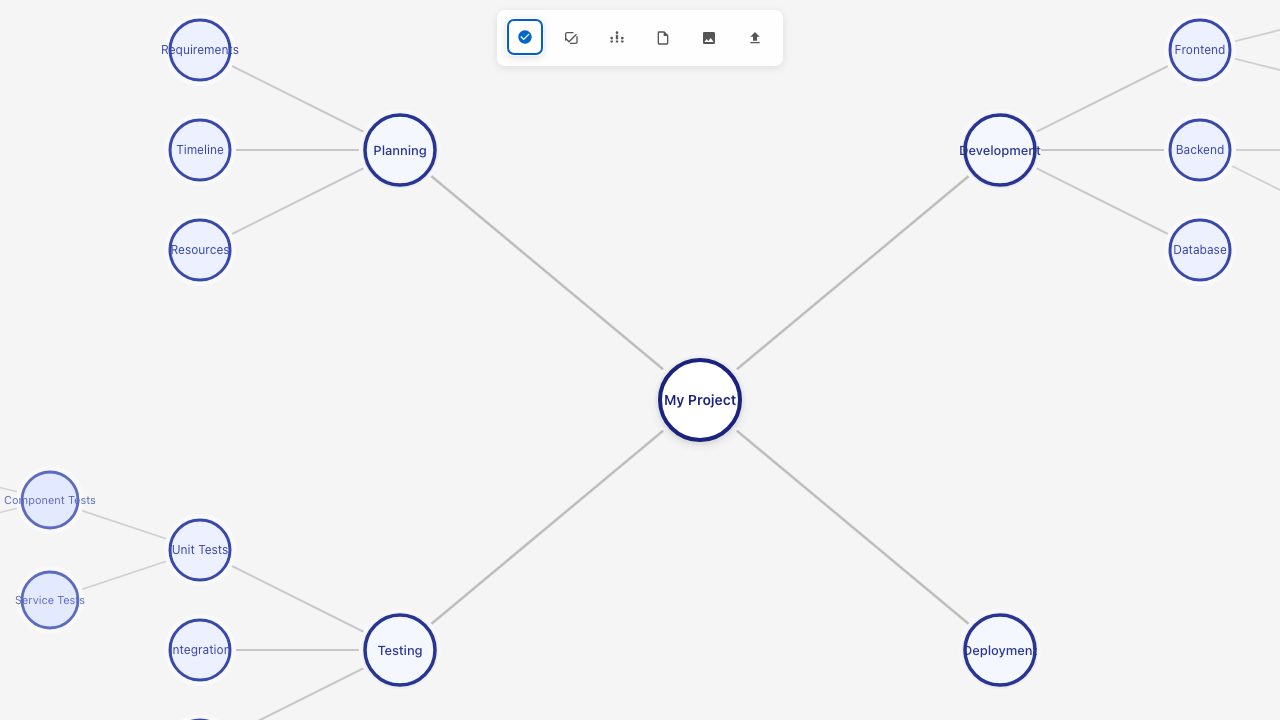 Requirements
Frontend
Timeline
Planning
Development
Backend
Resources
Database
My Project
Component Tests
Unit Tests
Service Tests
Integration
Testing
Deployment